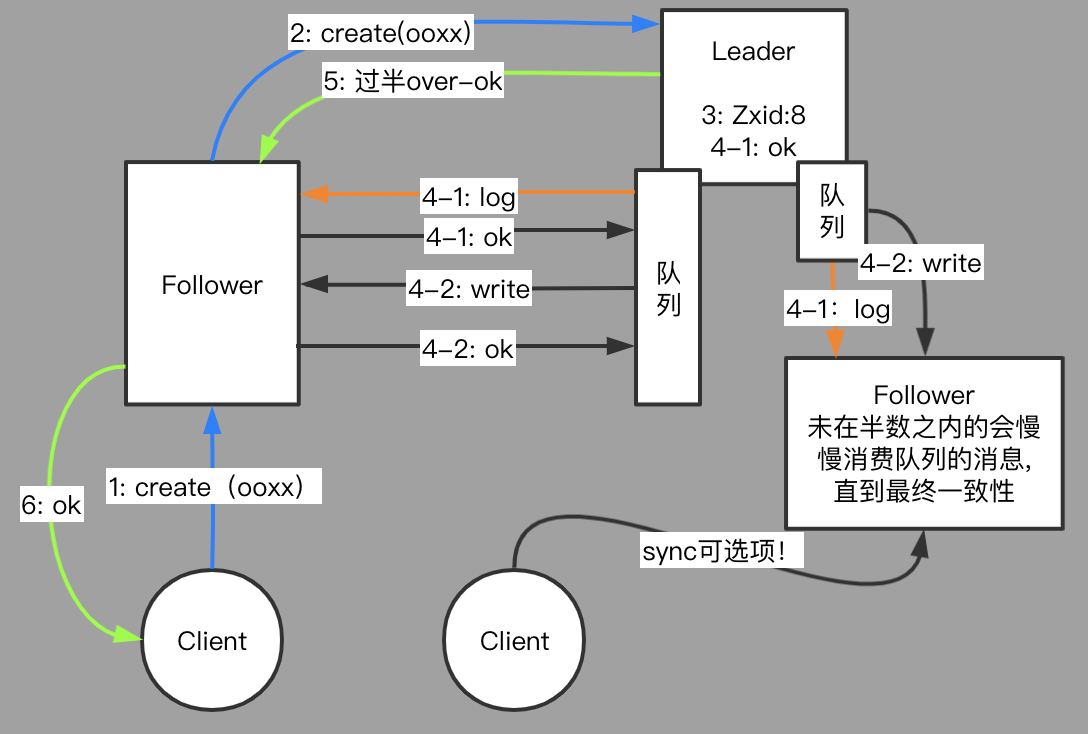 2: create(ooxx)
Leader
5: 过半over-ok
3: Zxid:8
4-1: ok
4-1: log
队
列
4-1: ok
4-2: write
Follower
4-2: write
队
列
4-1：log
4-2: ok
Follower
未在半数之内的会慢
慢消费队列的消息,
直到最终一致性
1: create（ooxx）
6: ok
sync可选项！
Client
Client